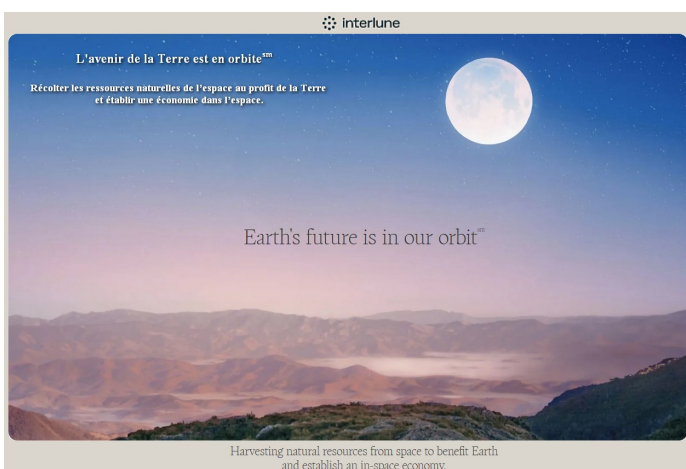 interlune
L'avenir de la Terre est en orbite℠
Récolter les ressources naturelles de l'espace au profit de la Terre
et établir une économie dans l'espace.
Earth's future is in our orbit℠
Harvesting natural resources from space to benefit Earth
and establish an in-space economy.